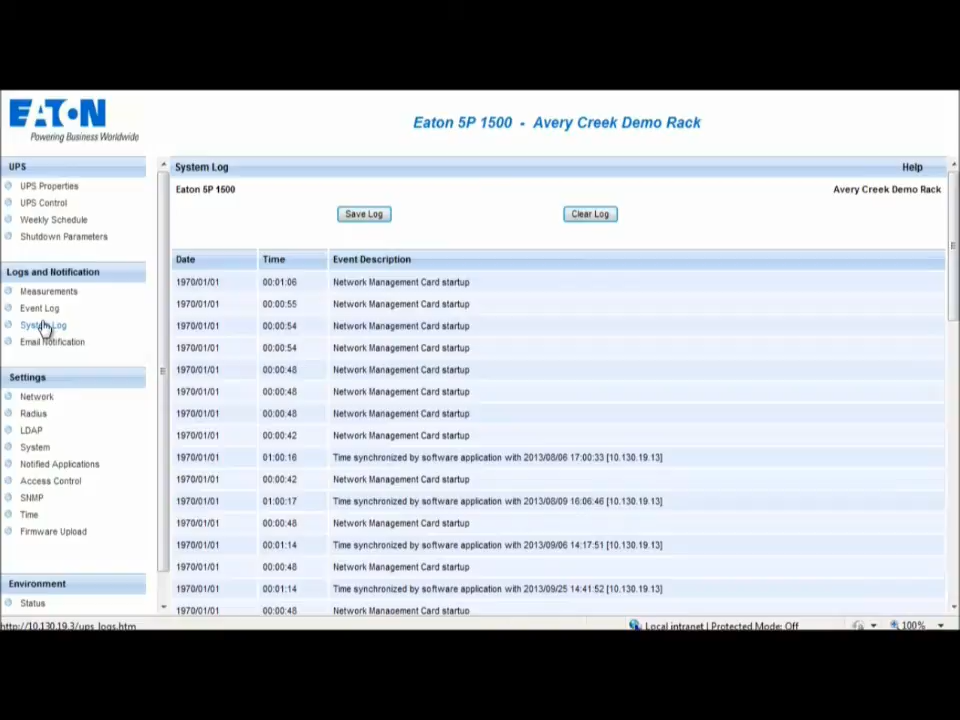 EATON
Powering Business Worldwide
Eaton 5P 1500 - Avery Creek Demo Rack
UPS
UPS Properties
UPS Control
Weekly Schedule
Shutdown Parameters
Logs and Notification
Measurements
Event Log
System Log
Email Notification
Settings
Network
Radius
LDAP
System
Notified Applications
Access Control
SNMP
Time
Firmware Upload
Environment
Status
System Log Help
Eaton 5P 1500 Avery Creek Demo Rack
Save Log Clear Log
Date Time Event Description
1970/01/01 00:01:06 Network Management Card startup
1970/01/01 00:00:55 Network Management Card startup
1970/01/01 00:00:54 Network Management Card startup
1970/01/01 00:00:54 Network Management Card startup
1970/01/01 00:00:48 Network Management Card startup
1970/01/01 00:00:48 Network Management Card startup
1970/01/01 00:00:48 Network Management Card startup
1970/01/01 00:00:42 Network Management Card startup
1970/01/01 01:00:16 Time synchronized by software application with 2013/08/06 17:00:33 [10.130.19.13]
1970/01/01 00:00:42 Network Management Card startup
1970/01/01 01:00:17 Time synchronized by software application with 2013/08/09 16:06:46 [10.130.19.13]
1970/01/01 00:00:48 Network Management Card startup
1970/01/01 00:01:14 Time synchronized by software application with 2013/09/06 14:17:51 [10.130.19.13]
1970/01/01 00:00:48 Network Management Card startup
1970/01/01 00:01:14 Time synchronized by software application with 2013/09/25 14:41:52 [10.130.19.13]
1970/01/01 00:00:48 Network Management Card startup
http://10.130.19.3/ups_logs.htm Local intranet | Protected Mode: Off 100%